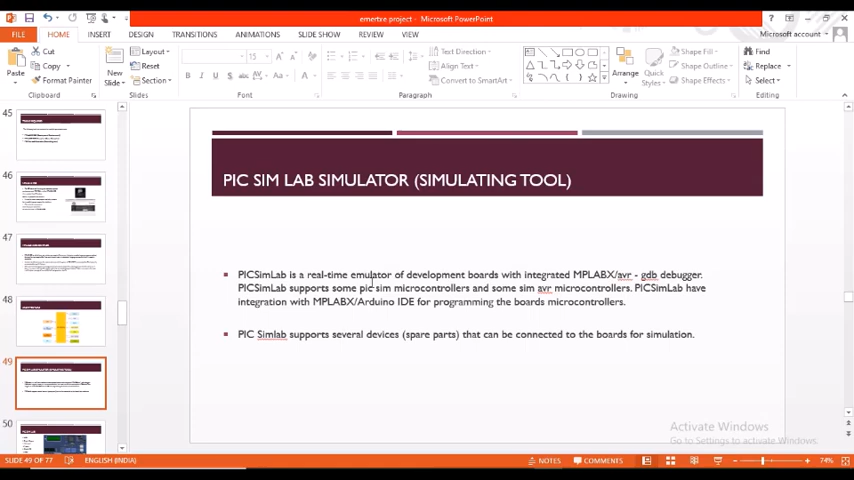 emertxe project - Microsoft PowerPoint
FILE HOME INSERT DESIGN TRANSITIONS ANIMATIONS SLIDE SHOW REVIEW VIEW Microsoft account
Paste Cut Copy Format Painter
Clipboard
New Slide Layout Reset Section
Slides
15
Font
Text Direction Align Text Convert to SmartArt
Paragraph
Arrange Quick Styles Shape Fill Shape Outline Shape Effects
Drawing
Find Replace Select
Editing
45
46
47
48
49
50
PIC SIM LAB SIMULATOR (SIMULATING TOOL)
PICSimLab is a real-time emulator of development boards with integrated MPLABX/avr - gdb debugger.
PICSimLab supports some pic sim microcontrollers and some sim avr microcontrollers. PICSimLab have
integration with MPLABX/Arduino IDE for programming the boards microcontrollers.
PIC Simlab supports several devices (spare parts) that can be connected to the boards for simulation.
Activate Windows
Go to Settings to activate Windows.
SLIDE 49 OF 77 ENGLISH (INDIA) NOTES COMMENTS 74%